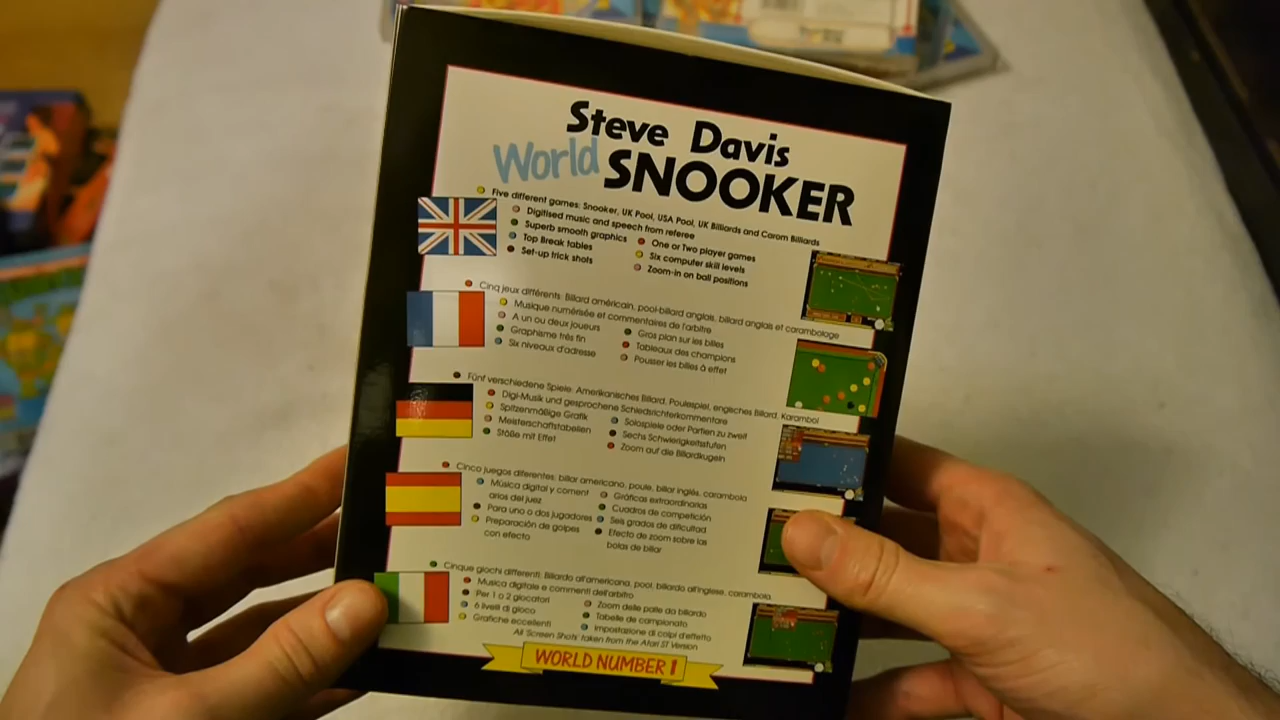 Steve Davis
World SNOOKER
Five different games: Snooker, UK Pool, USA Pool, UK Billiards and Carom Billiards
Digitised music and speech from referee
Superb smooth graphics
Top Break tables
Set-up trick shots
One or Two player games
Six computer skill levels
Zoom-in on ball positions
Cinq jeux différents: Billard américain, pool-billard anglais, billard anglais et carambolage
Musique numérisée et commentaires de l'arbitre
A un ou deux joueurs
Graphisme très fin
Six niveaux d'adresse
Gros plan sur les billes
Tableaux des champions
Pousser les billes à effet
Fünf verschiedene Spiele: Amerikanisches Billard, Poulespiel, englisches Billard, Karambol
Digi-Musik und gesprochene Schiedsrichterkommentare
Spitzenmäßige Grafik
Meisterschaftstabellen
Stöße mit Effet
Solospiele oder Partien zu zweit
Sechs Schwierigkeitsstufen
Zoom auf die Billardkugeln
Cinco juegos diferentes: billar americano, poule, billar inglés, carambola
Música digital y coment
arios del juez
Para uno o dos jugadores
Preparación de golpes
con efecto
Gráficas extraordinarias
Cuadros de competición
Seis grados de dificultad
Efecto de zoom sobre las
bolas de billar
Cinque giochi differenti: Billardo all'americana, pool, billardo all'inglese, carambola
Musica digitale e commenti dell'arbitro
Per 1 o 2 giocatori
6 livelli di gioco
Grafiche eccellenti
Zoom delle palle da billardo
Tabelle de campionato
Impostazione di colpi d'effetto
All 'Screen Shots' taken from the Atari ST Version
WORLD NUMBER 1